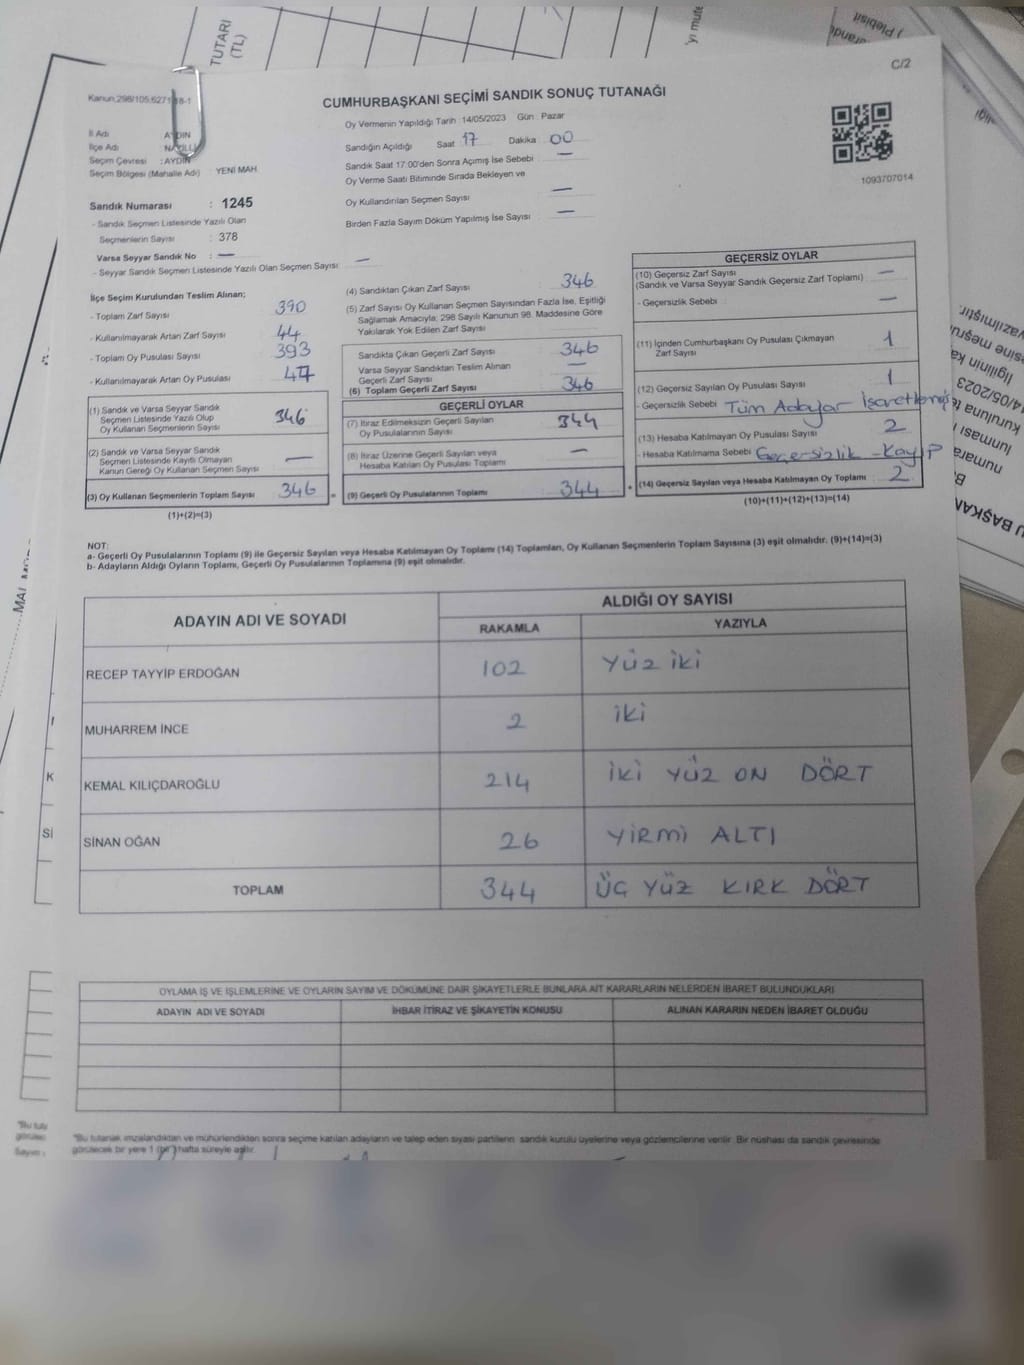 TUTARI
(TL)
C/2
Kanun,298/105;6271
CUMHURBAŞKANI SEÇİMİ SANDIK SONUÇ TUTANAĞI
Oy Vermenin Yapıldığı Tarih :14/05/2023 Gün : Pazar
İl Adı AYDIN
İlçe Adı NAZİLLİ
Seçim Çevresi :AYDIN
Seçim Bölgesi (Mahalle Adı) YENİ MAH.
Sandığın Açıldığı Saat 17 Dakika 00
Sandık Saat 17:00'den Sonra Açımış İse Sebebi —
Oy Verme Saati Bitiminde Sırada Bekleyen ve
Oy Kullandırılan Seçmen Sayısı —
Birden Fazla Sayım Döküm Yapılmış İse Sayısı —
1093707014
Sandık Numarası : 1245
- Sandık Seçmen Listesinde Yazılı Olan
Seçmenlerin Sayısı : 378
Varsa Seyyar Sandık No : —
- Seyyar Sandık Seçmen Listesinde Yazılı Olan Seçmen Sayısı : —
İlçe Seçim Kurulundan Teslim Alınan;
- Toplam Zarf Sayısı 390
- Kullanılmayarak Artan Zarf Sayısı 44
- Toplam Oy Pusulası Sayısı 393
- Kullanılmayarak Artan Oy Pusulası 47
(1) Sandık ve Varsa Seyyar Sandık
Seçmen Listesinde Yazılı Olup
Oy Kullanan Seçmenlerin Sayısı 346
(2) Sandık ve Varsa Seyyar Sandık
Seçmen Listesinde Kayıtlı Olmayan
Kanun Gereği Oy Kullanan Seçmen Sayısı —
(3) Oy Kullanan Seçmenlerin Toplam Sayısı 346
(1)+(2)=(3)
(4) Sandıktan Çıkan Zarf Sayısı 346
(5) Zarf Sayısı Oy Kullanan Seçmen Sayısından Fazla İse, Eşitliği
Sağlamak Amacıyla; 298 Sayılı Kanunun 98. Maddesine Göre
Yakılarak Yok Edilen Zarf Sayısı
Sandıkta Çıkan Geçerli Zarf Sayısı 346
Varsa Seyyar Sandıktan Teslim Alınan
Geçerli Zarf Sayısı —
(6) Toplam Geçerli Zarf Sayısı 346
GEÇERLİ OYLAR
(7) İtiraz Edilmeksizin Geçerli Sayılan
Oy Pusulalarının Sayısı 344
(8) İtiraz Üzerine Geçerli Sayılan veya
Hesaba Katılan Oy Pusulası Toplamı —
= (9) Geçerli Oy Pusulalarının Toplamı 344 +
GEÇERSİZ OYLAR
(10) Geçersiz Zarf Sayısı —
(Sandık ve Varsa Seyyar Sandık Geçersiz Zarf Toplamı)
- Geçersizlik Sebebi —
(11) İçinden Cumhurbaşkanı Oy Pusulası Çıkmayan
Zarf Sayısı 1
(12) Geçersiz Sayılan Oy Pusulası Sayısı 1
- Geçersizlik Sebebi Tüm Adaylar İşaretlenmiş
(13) Hesaba Katılmayan Oy Pusulası Sayısı 2
- Hesaba Katılmama Sebebi Geçersizlik - Kayıp
(14) Geçersiz Sayılan veya Hesaba Katılmayan Oy Toplamı 2
(10)+(11)+(12)+(13)=(14)
NOT:
a- Geçerli Oy Pusulalarının Toplamı (9) ile Geçersiz Sayılan veya Hesaba Katılmayan Oy Toplamı (14) Toplamları, Oy Kullanan Seçmenlerin Toplam Sayısına (3) eşit olmalıdır. (9)+(14)=(3)
b- Adayların Aldığı Oyların Toplamı, Geçerli Oy Pusulalarının Toplamına (9) eşit olmalıdır.
ADAYIN ADI VE SOYADI ALDIĞI OY SAYISI
RAKAMLA YAZIYLA
RECEP TAYYİP ERDOĞAN 102 YÜZ İKİ
MUHARREM İNCE 2 İKİ
KEMAL KILIÇDAROĞLU 214 İKİ YÜZ ON DÖRT
SİNAN OĞAN 26 YİRMİ ALTI
TOPLAM 344 ÜÇ YÜZ KIRK DÖRT
OYLAMA İŞ VE İŞLEMLERİNE VE OYLARIN SAYIM VE DÖKÜMÜNE DAİR ŞİKAYETLERLE BUNLARA AİT KARARLARIN NELERDEN İBARET BULUNDUKLARI
ADAYIN ADI VE SOYADI İHBAR İTİRAZ VE ŞİKAYETİN KONUSU ALINAN KARARIN NEDEN İBARET OLDUĞU
*Bu tutanak imzalandıktan ve mühürlendikten sonra seçime katılan adayların ve talep eden siyasi partilerin sandık kurulu üyelerine veya gözlemcilerine verilir. Bir nüshası da sandık çevresinde
görülecek bir yere 1 (bir) hafta süreyle asılır.